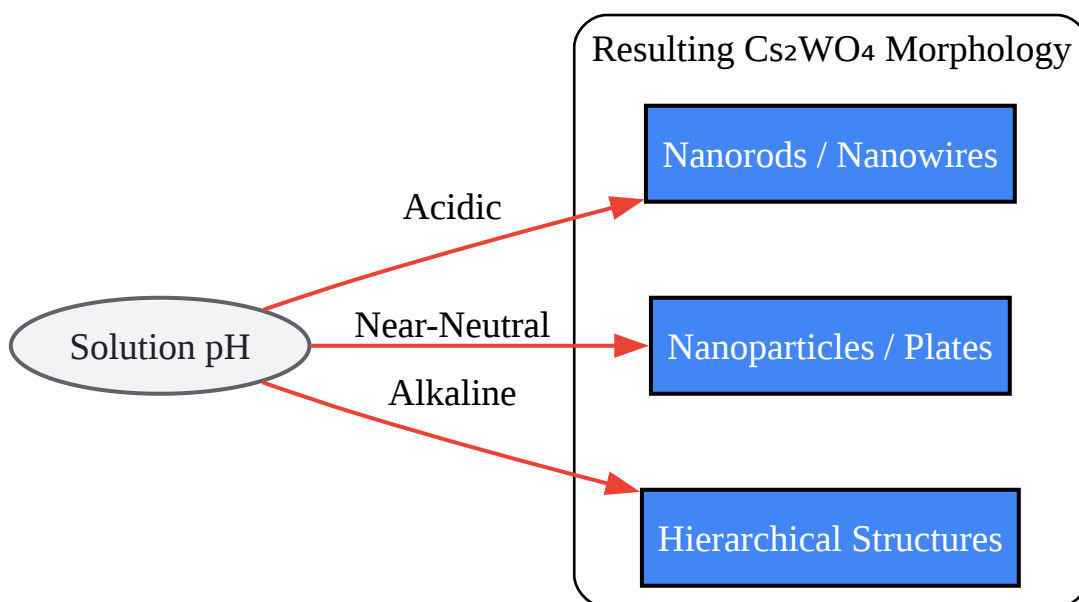 Resulting Cs₂WO₄ Morphology
Nanorods / Nanowires
Acidic
Near-Neutral
Solution pH
Nanoparticles / Plates
Alkaline
Hierarchical Structures